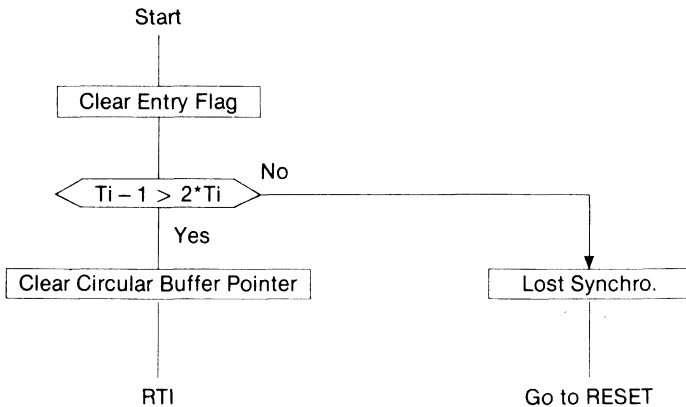 Start
Clear Entry Flag
Ti – 1 > 2*Ti
No
Yes
Clear Circular Buffer Pointer
Lost Synchro.
RTI
Go to RESET